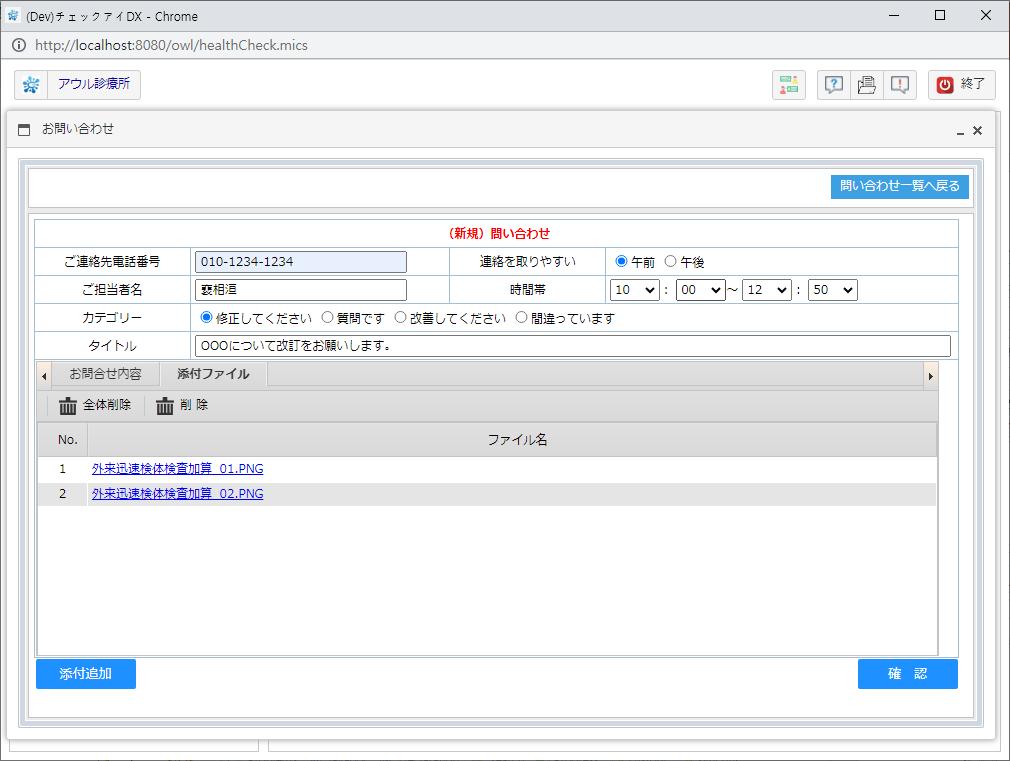 (Dev)チェックアイDX - Chrome
http://localhost:8080/owl/healthCheck.mics
アウル診療所 終了
お問い合わせ
問い合わせ一覧へ戻る
（新規）問い合わせ
ご連絡先電話番号 010-1234-1234 連絡を取りやすい 午前 午後
ご担当者名 裵相洹 時間帯 10 : 00 ～ 12 : 50
カテゴリー 修正してください 質問です 改善してください 間違っています
タイトル OOOについて改訂をお願いします。
お問合せ内容 添付ファイル
全体削除 削 除
No. ファイル名
1 外来迅速検体検査加算_01.PNG
2 外来迅速検体検査加算_02.PNG
添付追加 確 認